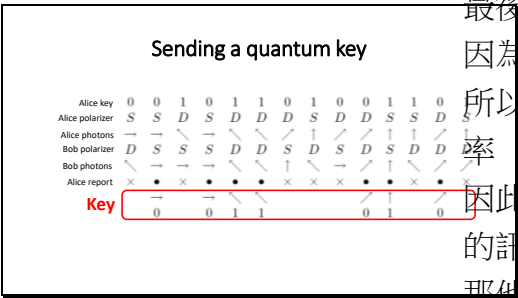 Sending a quantum key
Alice key 0 0 1 0 1 1 0 1 0 0 1 1 0
Alice polarizer S S D S D D D S D D S S D S
Alice photons → → ↖ → ↖ ↖ ↗ ↑ ↗ ↗ ↑ ↑ ↗ ↑
Bob polarizer D S S S D D S D S D S D D D
Bob photons ↖ → → → ↖ ↖ ↑ ↖ → ↗ ↑ ↖ ↗ ↗
Alice report × • × • • • × × × • • × • ×
Key → → ↖ ↖ ↗ ↑ ↗
0 0 1 1 0 1 0
最後
因為
所以
率
因此
的訊